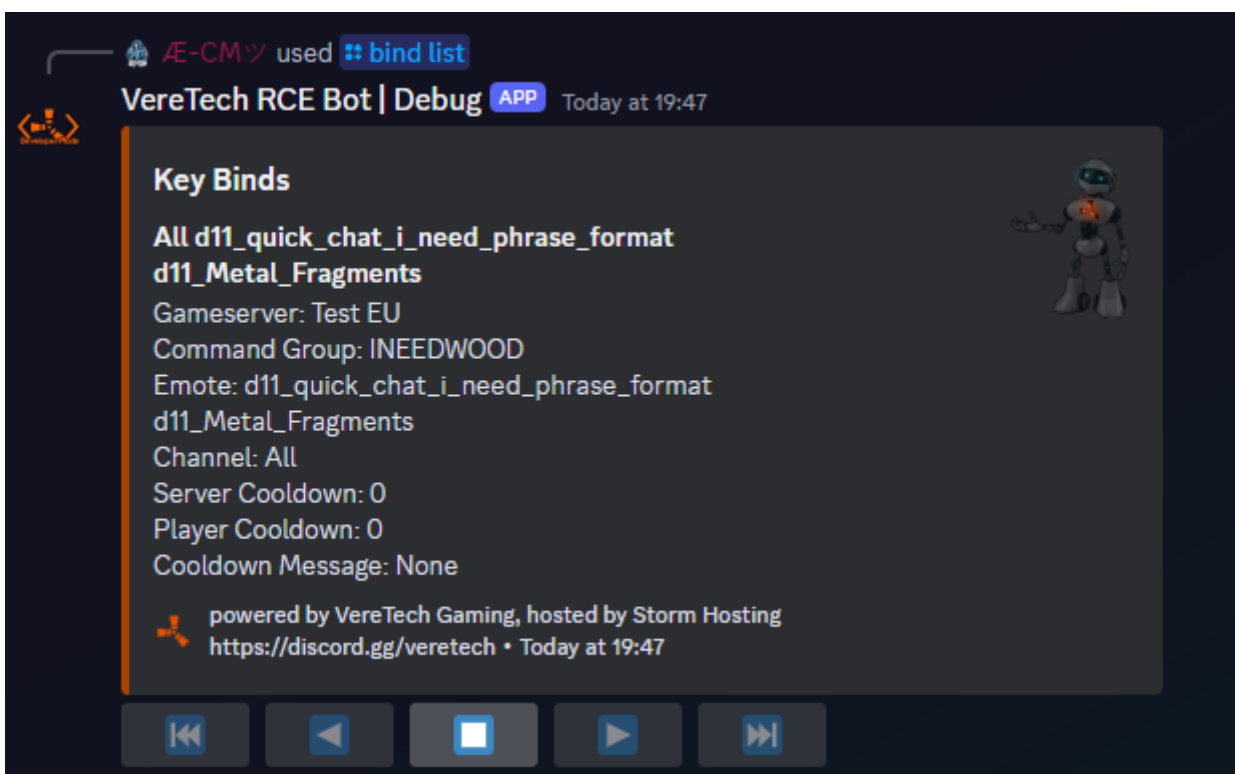 Æ-CMツ used bind list
VereTech RCE Bot | Debug APP Today at 19:47
Key Binds
All d11_quick_chat_i_need_phrase_format
d11_Metal_Fragments
Gameserver: Test EU
Command Group: INEEDWOOD
Emote: d11_quick_chat_i_need_phrase_format
d11_Metal_Fragments
Channel: All
Server Cooldown: 0
Player Cooldown: 0
Cooldown Message: None
powered by VereTech Gaming, hosted by Storm Hosting
https://discord.gg/veretech • Today at 19:47